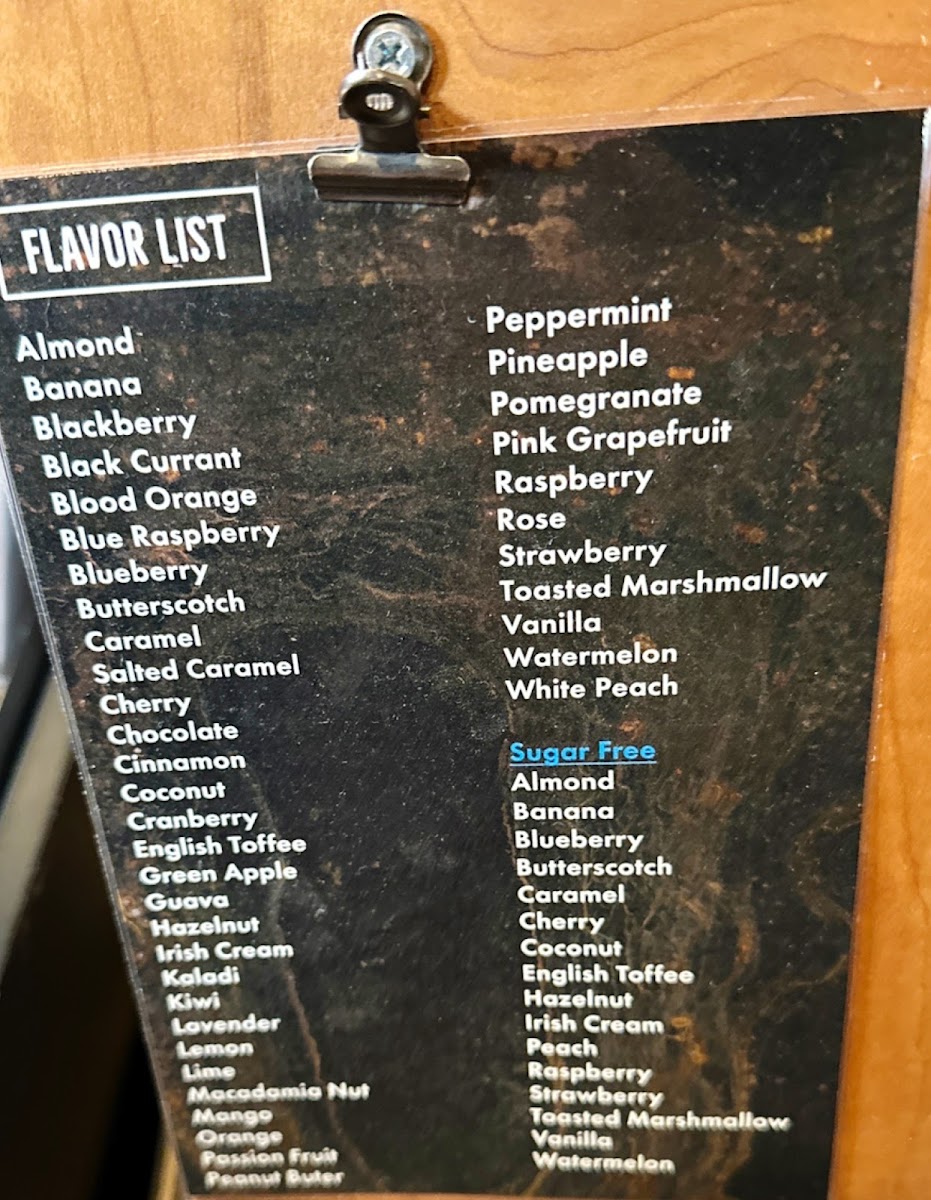 FLAVOR LIST
Almond
Banana
Blackberry
Black Currant
Blood Orange
Blue Raspberry
Blueberry
Butterscotch
Caramel
Salted Caramel
Cherry
Chocolate
Cinnamon
Coconut
Cranberry
English Toffee
Green Apple
Guava
Hazelnut
Irish Cream
Kaladi
Kiwi
Lavender
Lemon
Lime
Macadamia Nut
Mango
Orange
Passion Fruit
Peanut Buter
Peppermint
Pineapple
Pomegranate
Pink Grapefruit
Raspberry
Rose
Strawberry
Toasted Marshmallow
Vanilla
Watermelon
White Peach
Sugar Free
Almond
Banana
Blueberry
Butterscotch
Caramel
Cherry
Coconut
English Toffee
Hazelnut
Irish Cream
Peach
Raspberry
Strawberry
Toasted Marshmallow
Vanilla
Watermelon